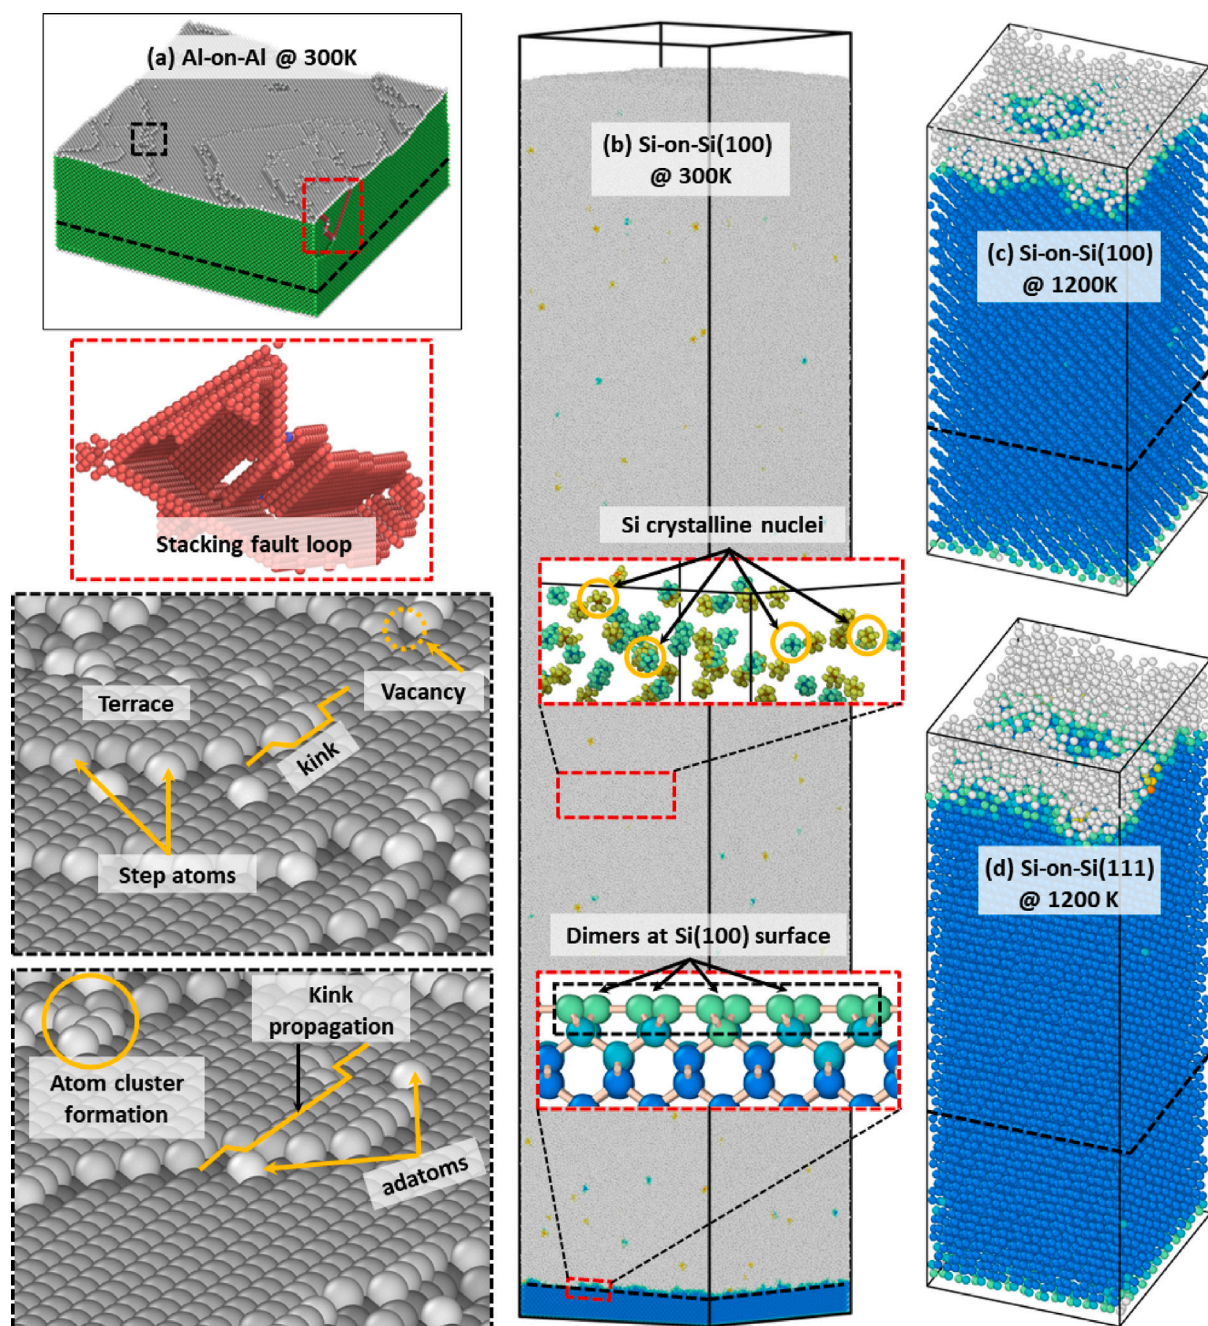 (a) Al-on-Al @ 300K
Stacking fault loop
Terrace
Vacancy
kink
Step atoms
Kink
propagation
Atom cluster
formation
adatoms
(b) Si-on-Si(100)
@ 300K
Si crystalline nuclei
Dimers at Si(100) surface
(c) Si-on-Si(100)
@ 1200K
(d) Si-on-Si(111)
@ 1200 K